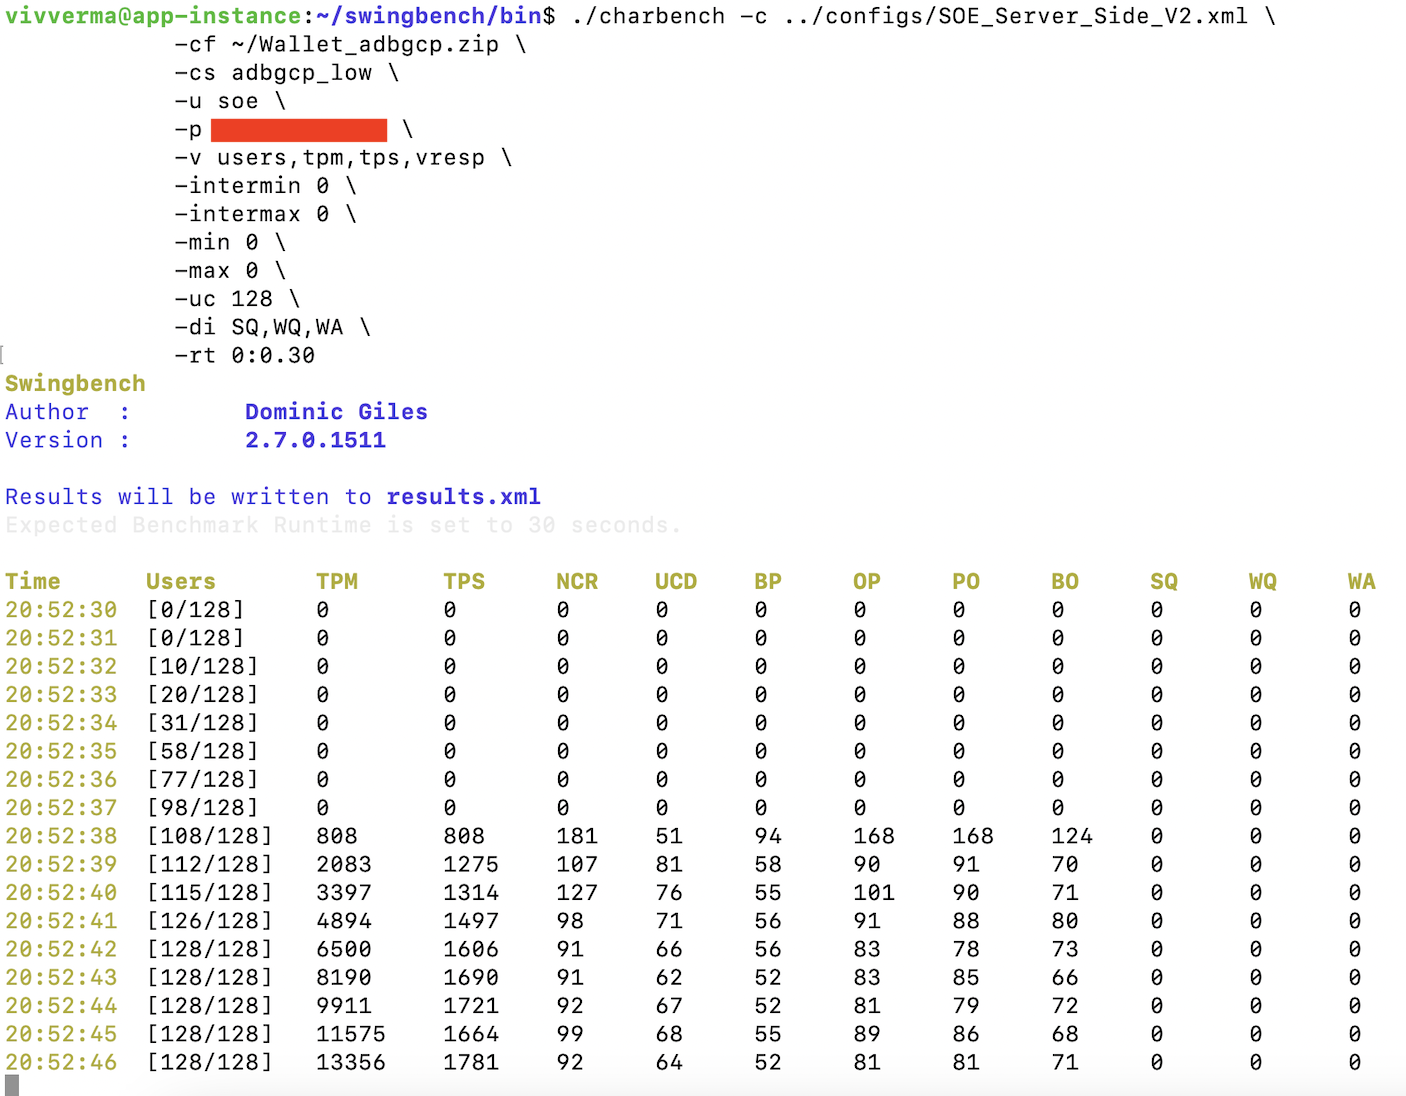 vivverma@app-instance:~/swingbench/bin$ ./charbench -c ../configs/SOE_Server_Side_V2.xml \
-cf ~/Wallet_adbgcp.zip \
-cs adbgcp_low \
-u soe \
-p \
-v users,tpm,tps,vresp \
-intermin 0 \
-intermax 0 \
-min 0 \
-max 0 \
-uc 128 \
-di SQ,WQ,WA \
-rt 0:0.30
Swingbench
Author : Dominic Giles
Version : 2.7.0.1511
Results will be written to results.xml
Expected Benchmark Runtime is set to 30 seconds.
Time Users TPM TPS NCR UCD BP OP PO BO SQ WQ WA
20:52:30 [0/128] 0 0 0 0 0 0 0 0 0 0 0
20:52:31 [0/128] 0 0 0 0 0 0 0 0 0 0 0
20:52:32 [10/128] 0 0 0 0 0 0 0 0 0 0 0
20:52:33 [20/128] 0 0 0 0 0 0 0 0 0 0 0
20:52:34 [31/128] 0 0 0 0 0 0 0 0 0 0 0
20:52:35 [58/128] 0 0 0 0 0 0 0 0 0 0 0
20:52:36 [77/128] 0 0 0 0 0 0 0 0 0 0 0
20:52:37 [98/128] 0 0 0 0 0 0 0 0 0 0 0
20:52:38 [108/128] 808 808 181 51 94 168 168 124 0 0 0
20:52:39 [112/128] 2083 1275 107 81 58 90 91 70 0 0 0
20:52:40 [115/128] 3397 1314 127 76 55 101 90 71 0 0 0
20:52:41 [126/128] 4894 1497 98 71 56 91 88 80 0 0 0
20:52:42 [128/128] 6500 1606 91 66 56 83 78 73 0 0 0
20:52:43 [128/128] 8190 1690 91 62 52 83 85 66 0 0 0
20:52:44 [128/128] 9911 1721 92 67 52 81 79 72 0 0 0
20:52:45 [128/128] 11575 1664 99 68 55 89 86 68 0 0 0
20:52:46 [128/128] 13356 1781 92 64 52 81 81 71 0 0 0